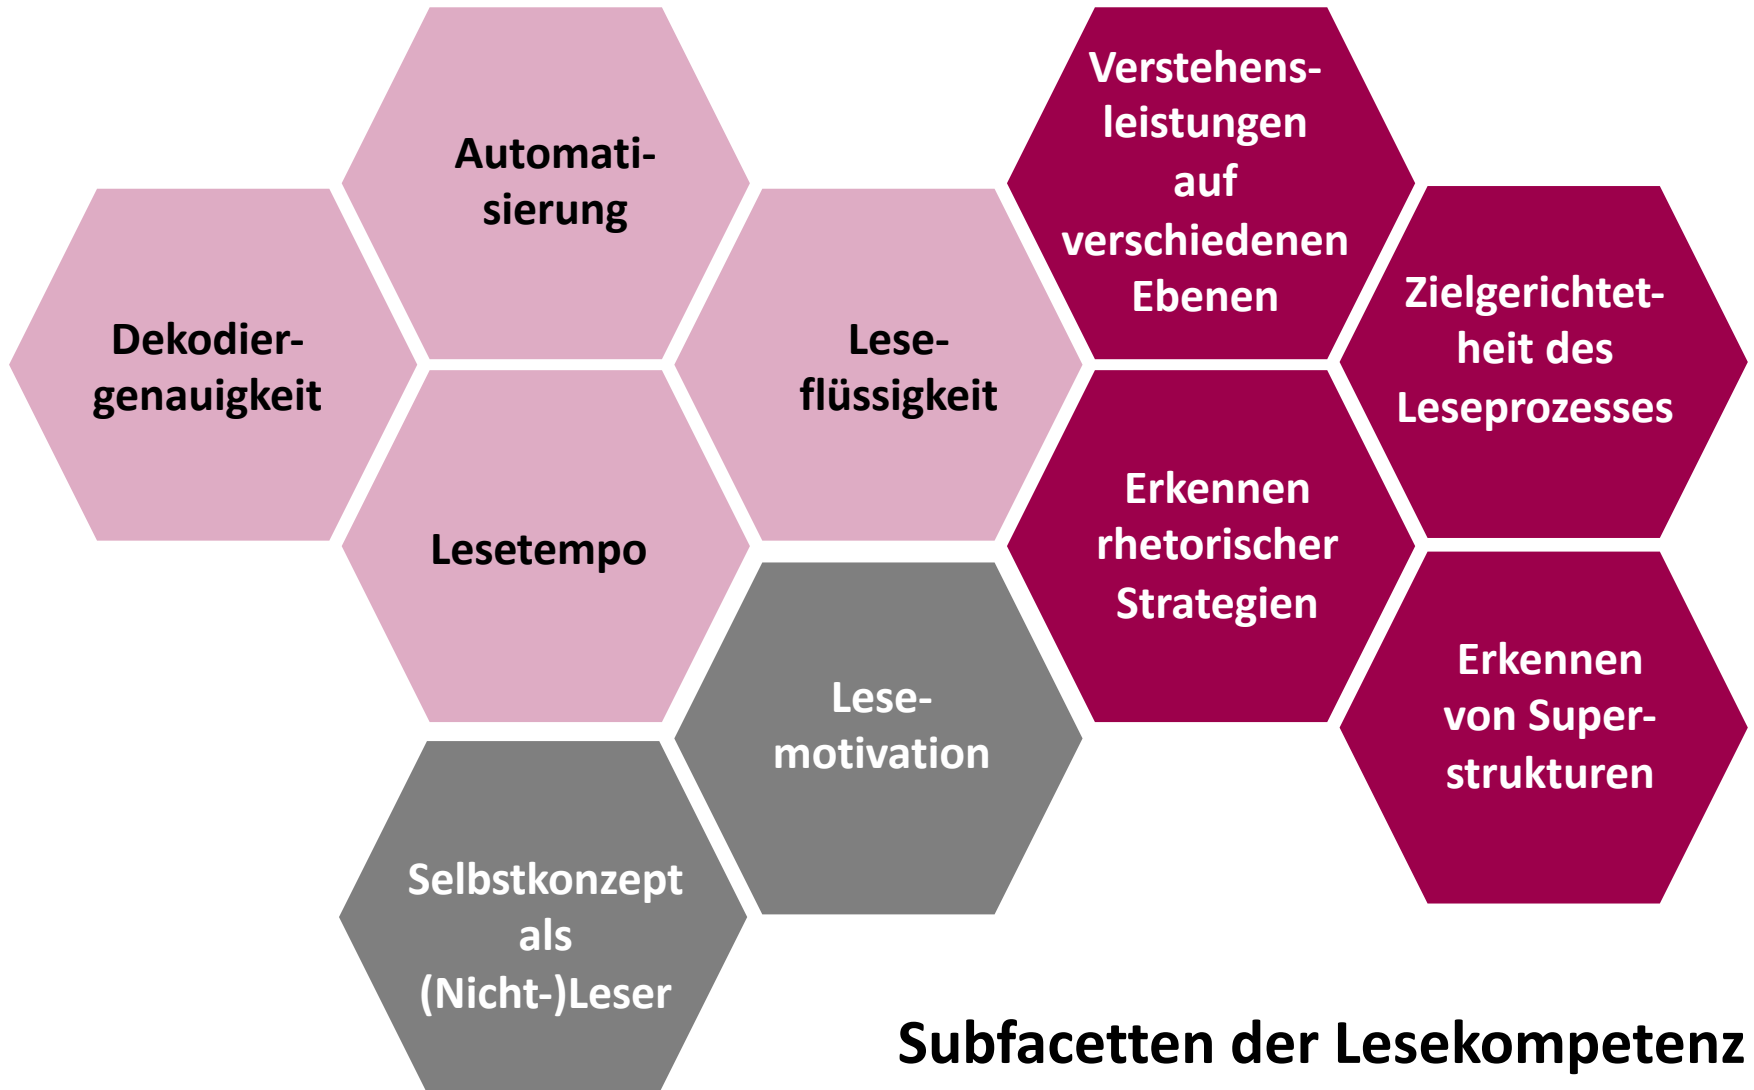 Automati-
sierung
Dekodier-
genauigkeit
Lesetempo
Lese-
flüssigkeit
Lese-
motivation
Selbstkonzept
als
(Nicht-)Leser
Verstehens-
leistungen
auf
verschiedenen
Ebenen
Zielgerichtet-
heit des
Leseprozesses
Erkennen
rhetorischer
Strategien
Erkennen
von Super-
strukturen
Subfacetten der Lesekompetenz